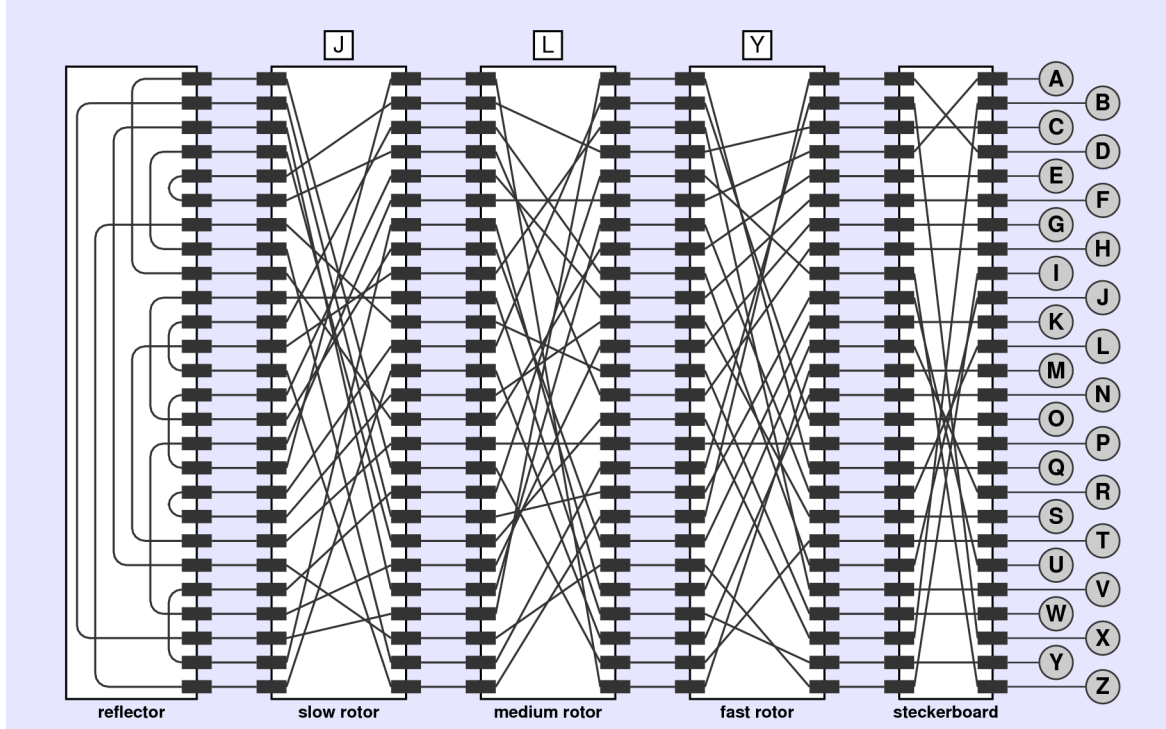 J L Y
A
B
C
D
E
F
G
H
I
J
K
L
M
N
O
P
Q
R
S
T
U
V
W
X
Y
Z
reflector slow rotor medium rotor fast rotor steckerboard